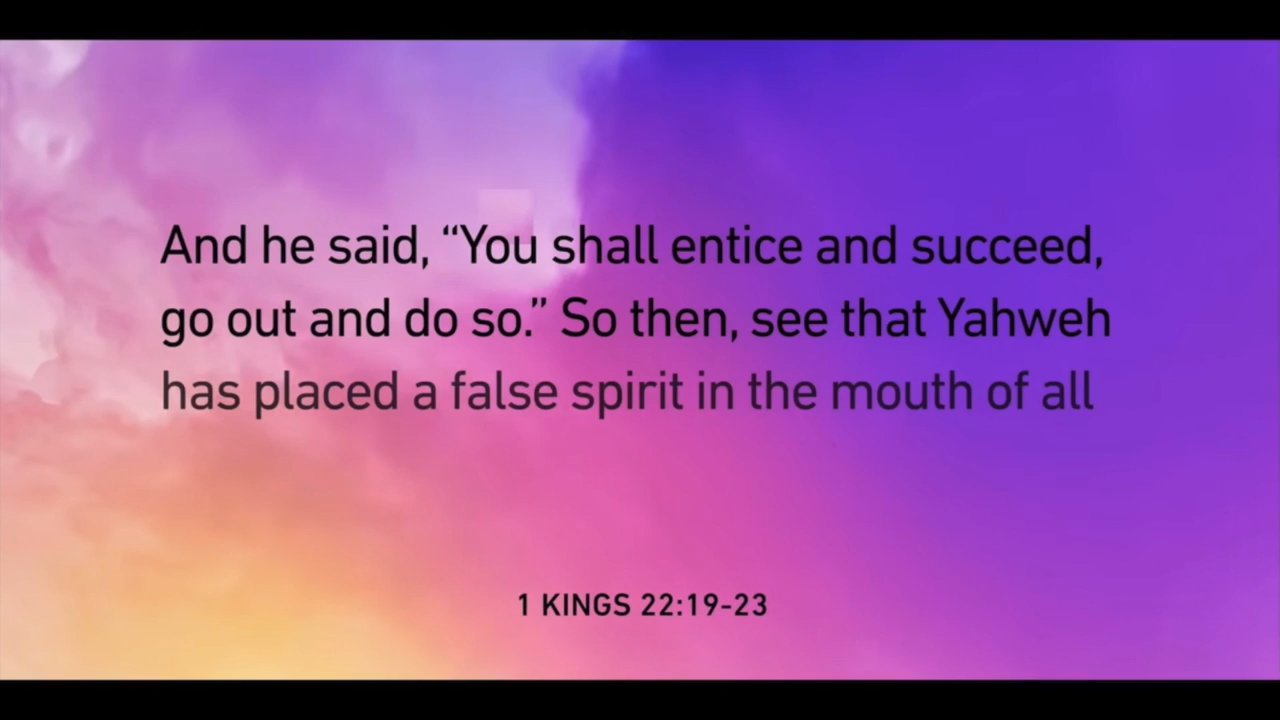 And he said, “You shall entice and succeed,
go out and do so.” So then, see that Yahweh
has placed a false spirit in the mouth of all
1 KINGS 22:19-23